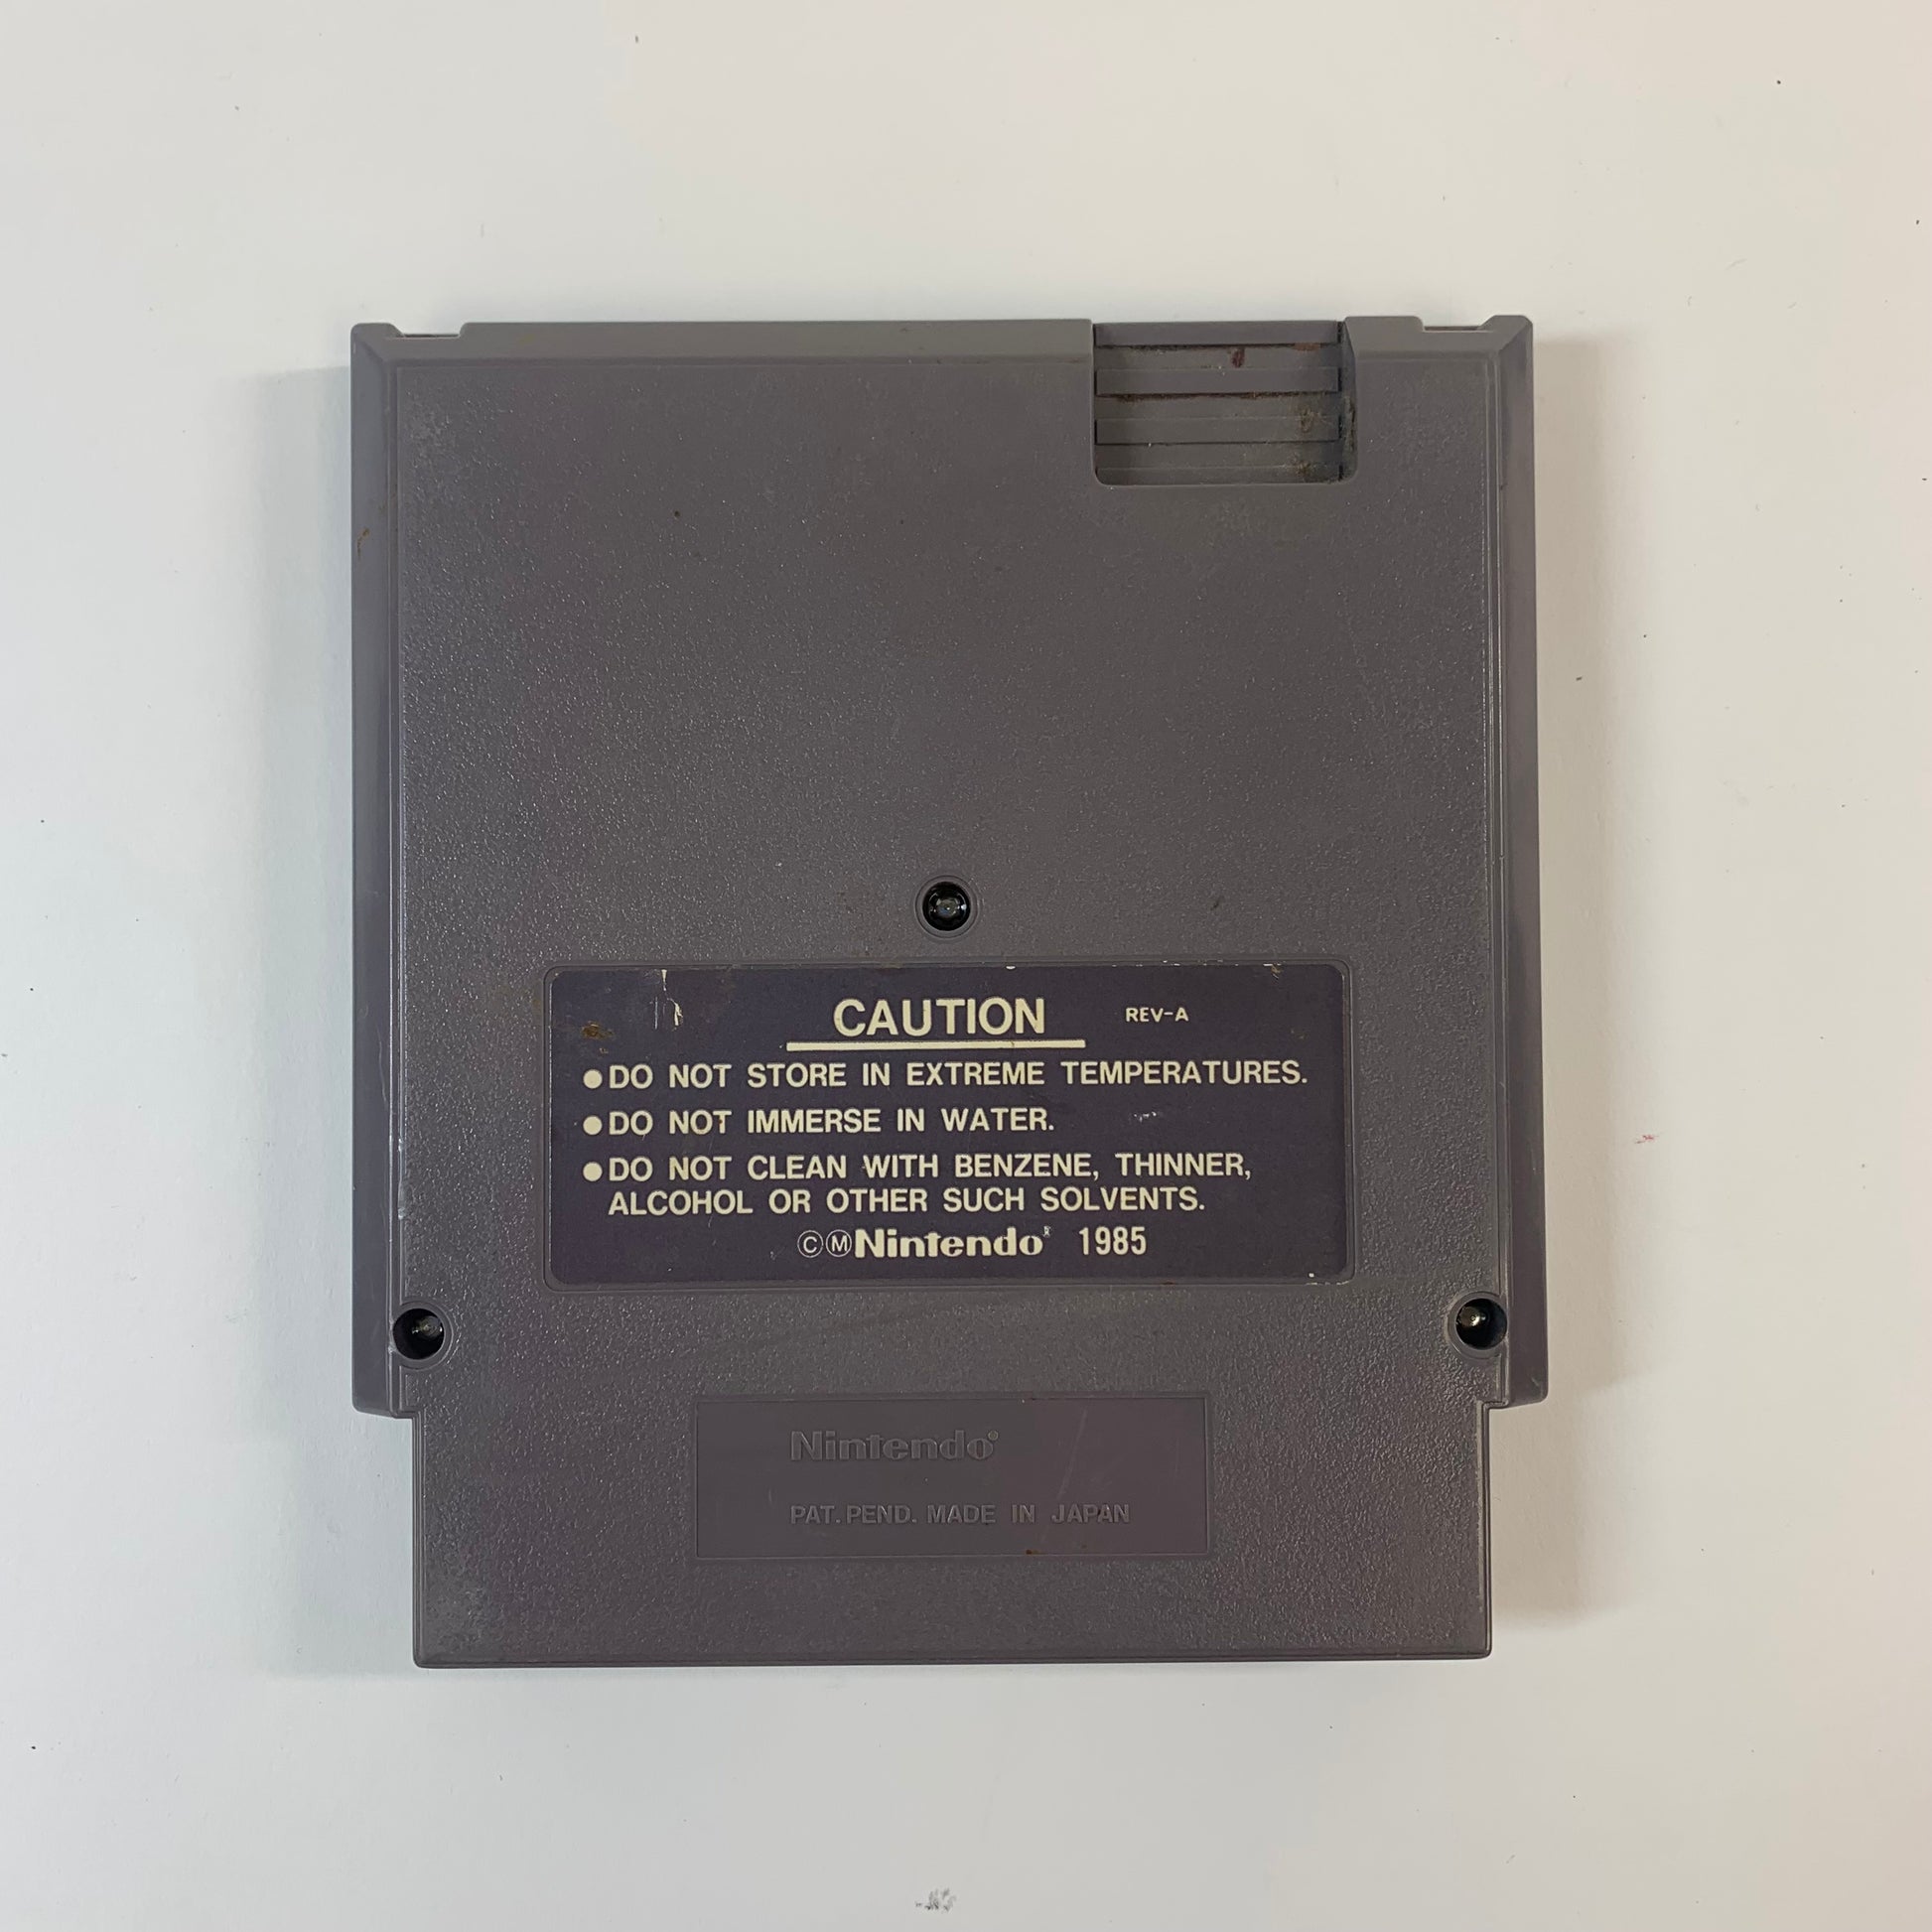 CAUTION REV-A
●DO NOT STORE IN EXTREME TEMPERATURES.
●DO NOT IMMERSE IN WATER.
●DO NOT CLEAN WITH BENZENE, THINNER,
ALCOHOL OR OTHER SUCH SOLVENTS.
ⒸⓂNintendo® 1985
Nintendo®
PAT. PEND. MADE IN JAPAN